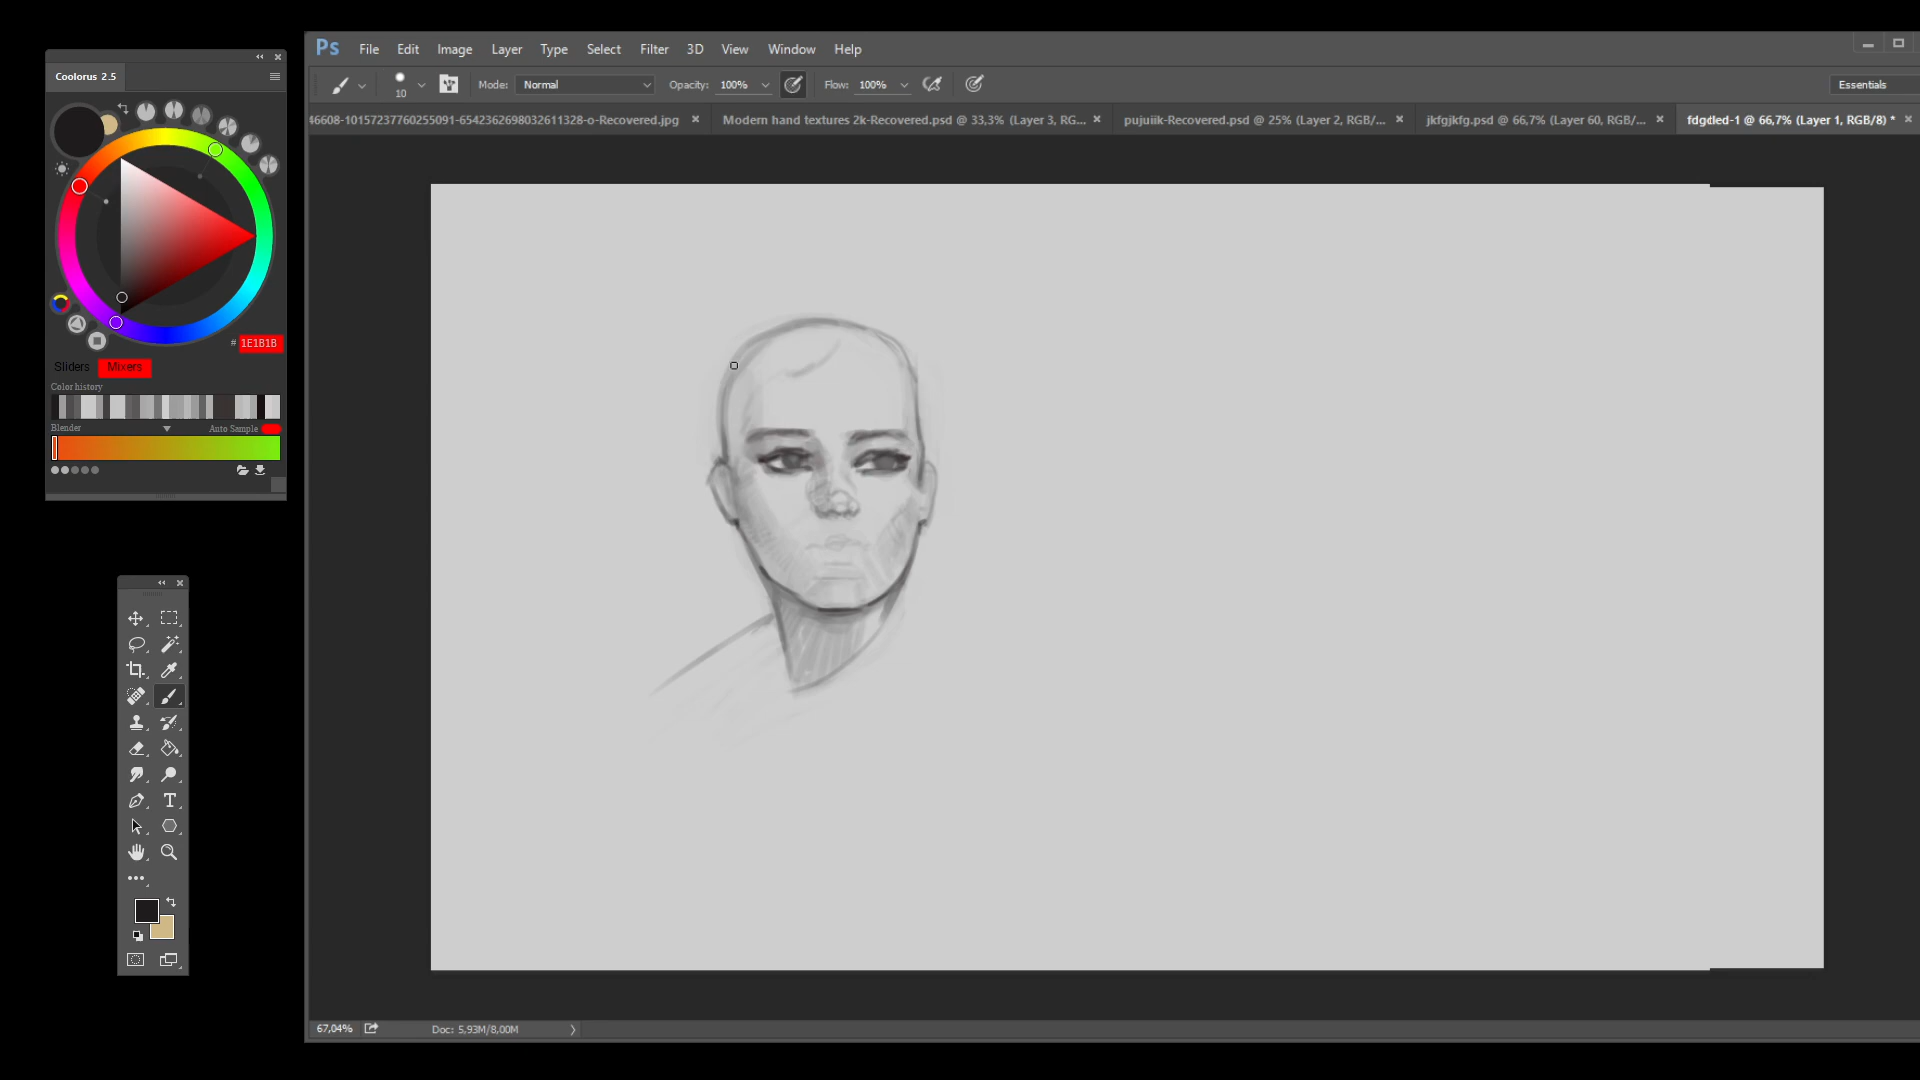 Coolorus 2.5
# 1E1B1B
Sliders Mixers
Color history
Blender Auto Sample
T
Ps File Edit Image Layer Type Select Filter 3D View Window Help
10 Mode: Normal Opacity: 100% Flow: 100% Essentials
46608-10157237760255091-6542362698032611328-o-Recovered.jpg × Modern hand textures 2k-Recovered.psd @ 33,3% (Layer 3, RG... × pujuiik-Recovered.psd @ 25% (Layer 2, RGB/... × jkfgjkfg.psd @ 66,7% (Layer 60, RGB/... × @ 66,7% (Layer 1, RGB/8) * ×
67,04% Doc: 5,93M/8,00M